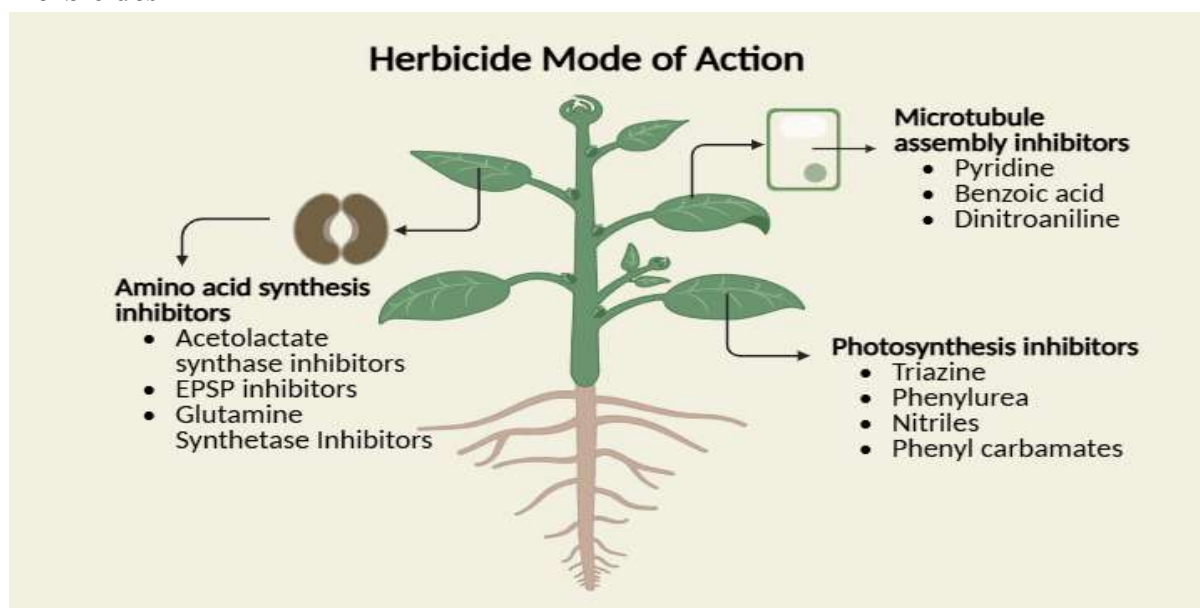 Herbicide Mode of Action
Microtubule
assembly inhibitors
• Pyridine
• Benzoic acid
• Dinitroaniline
Amino acid synthesis
inhibitors
• Acetolactate
synthase inhibitors
• EPSP inhibitors
• Glutamine
Synthetase Inhibitors
Photosynthesis inhibitors
• Triazine
• Phenylurea
• Nitriles
• Phenyl carbamates